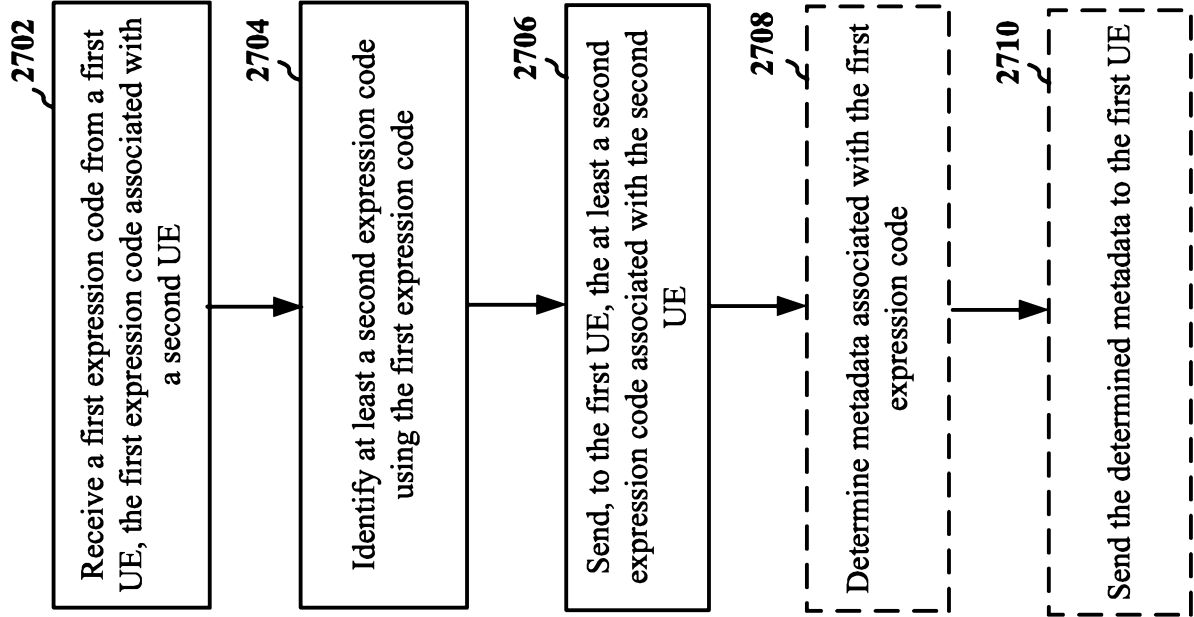 2702
Receive a first expression code from a first
UE, the first expression code associated with
a second UE
2704
Identify at least a second expression code
using the first expression code
2706
Send, to the first UE, the at least a second
expression code associated with the second
UE
2708
Determine metadata associated with the first
expression code
2710
Send the determined metadata to the first UE